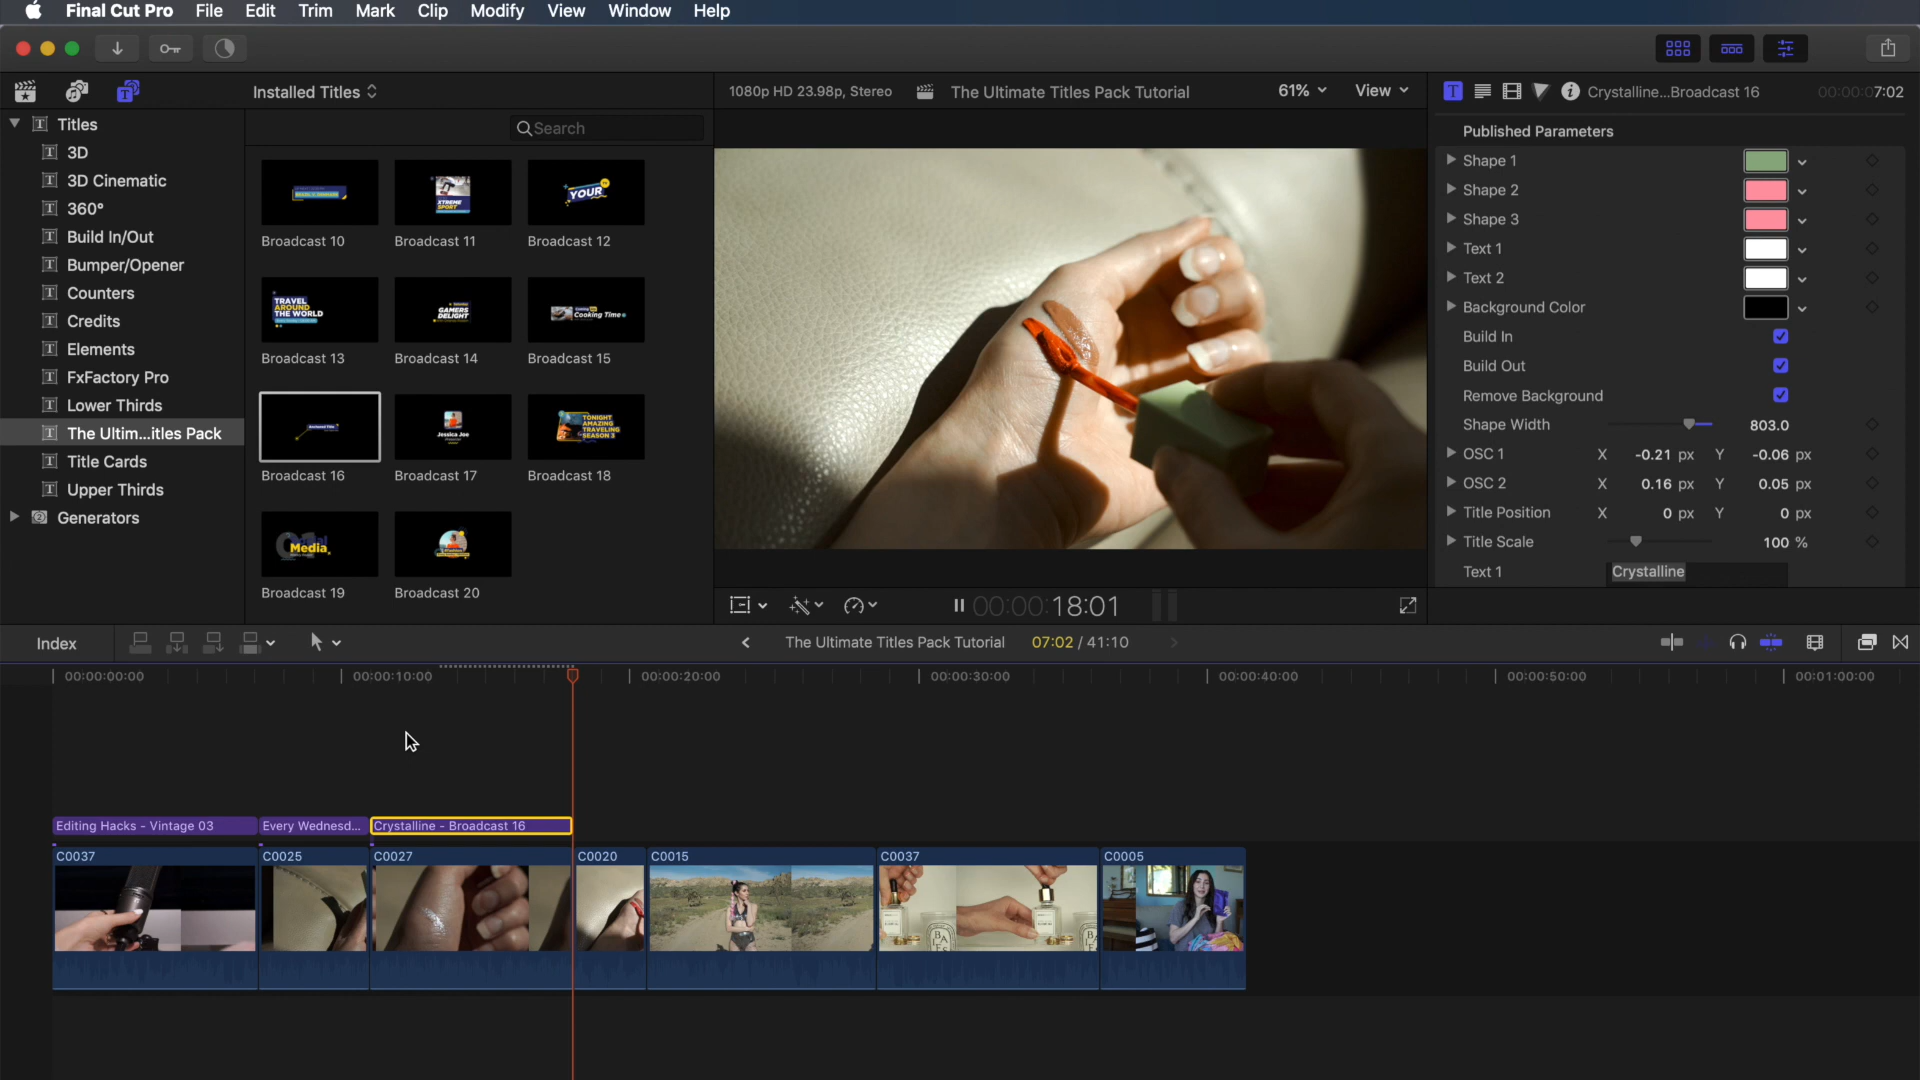 Final Cut Pro File Edit Trim Mark Clip Modify View Window Help
Installed Titles
1080p HD 23.98p, Stereo The Ultimate Titles Pack Tutorial 61% View
Crystalline...Broadcast 16 00:00:07:02
Titles
3D
3D Cinematic
360°
Build In/Out
Bumper/Opener
Counters
Credits
Elements
FxFactory Pro
Lower Thirds
The Ultim...itles Pack
Title Cards
Upper Thirds
Generators
Search
XTREME
SPORT
YOUR
Broadcast 10 Broadcast 11 Broadcast 12
TRAVEL
AROUND
THE WORLD
GAMERS
DELIGHT
Cooking Time
Broadcast 13 Broadcast 14 Broadcast 15
Anchored Title
Jessica Joe
TONIGHT
AMAZING
TRAVELING
SEASON 3
Broadcast 16 Broadcast 17 Broadcast 18
Media
Broadcast 19 Broadcast 20
Published Parameters
Shape 1
Shape 2
Shape 3
Text 1
Text 2
Background Color
Build In
Build Out
Remove Background
Shape Width 803.0
OSC 1 X -0.21 px Y -0.06 px
OSC 2 X 0.16 px Y 0.05 px
Title Position X 0 px Y 0 px
Title Scale 100 %
Text 1 Crystalline
00:00:18:01
Index The Ultimate Titles Pack Tutorial 07:02 / 41:10
00:00:00:00 00:00:10:00 00:00:20:00 00:00:30:00 00:00:40:00 00:00:50:00 00:01:00:00
Editing Hacks - Vintage 03 Every Wednesd... Crystalline - Broadcast 16
C0037 C0025 C0027 C0020 C0015 C0037 C0005